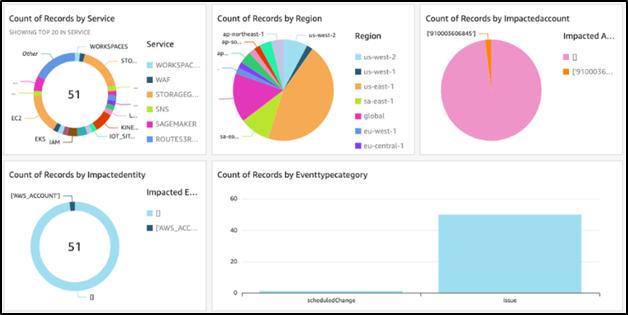 Count of Records by Service
SHOWING TOP 20 IN SERVICE
Other
WORKSPACES
STO...
...
...
...
...
...
EC2
L...
KINE...
EKS
IAM
IOT_SIT...
51
Service
WORKSPAC...
WAF
STORAGEG...
SNS
SAGEMAKER
ROUTES3R...
Count of Records by Region
ap-northeast-1
ap-so...
ap...
...
sa-ea...
us-west-2
Region
us-west-2
us-west-1
us-east-1
sa-east-1
global
eu-west-1
eu-central-1
Count of Records by Impactedaccount
['910003606845']
[]
Impacted A...
[]
['9100036...
Count of Records by Impactedentity
['AWS_ACCOUNT']
51
[]
Impacted E...
[]
['AWS_ACC...
Count of Records by Eventtypecategory
60
40
20
0
scheduledChange
issue